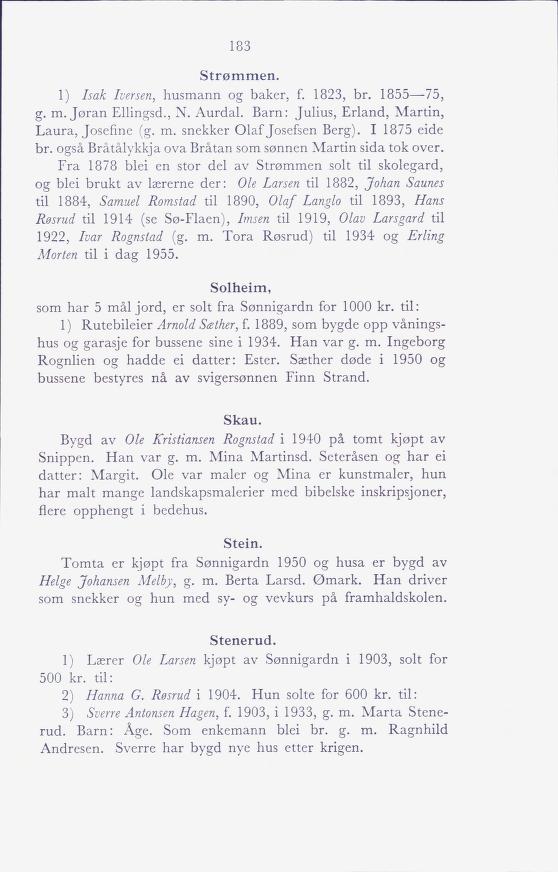 183
Strømmen.
1) Isak Iversen, husmann og baker, f. 1823, br. 1855—75,
g. m. Jøran Ellingsd., N. Aurdal. Barn: Julius, Erland, Martin,
Laura, Josefine (g. m. snekker Olaf Josefsen Berg). I 1875 eide
br. også Bråtålykkja ova Bråtan som sønnen Martin sida tok over.
Fra 1878 blei en stor del av Strømmen solt til skolegard,
og blei brukt av lærerne der: Ole Larsen til 1882, Johan Saunes
til 1884, Samuel Romstad til 1890, Olaf Langlo til 1893, Hans
Røsrud til 1914 (se Sø-Flaen), Imsen til 1919, Olav Larsgard til
1922, Ivar Rognstad (g. m. Tora Røsrud) til 1934 og Erling
Morten til i dag 1955.
Solheim,
som har 5 mål jord, er solt fra Sønnigardn for 1000 kr. til:
1) Rutebileier Arnold Sæther, f. 1889, som bygde opp vånings-
hus og garasje for bussene sine i 1934. Han var g. m. Ingeborg
Rognlien og hadde ei datter: Ester. Sæther døde i 1950 og
bussene bestyres nå av svigersønnen Finn Strand.
Skau.
Bygd av Ole Kristiansen Rognstad i 1940 på tomt kjøpt av
Snippen. Han var g. m. Mina Martinsd. Seteråsen og har ei
datter: Margit. Ole var maler og Mina er kunstmaler, hun
har malt mange landskapsmalerier med bibelske inskripsjoner,
flere opphengt i bedehus.
Stein.
Tomta er kjøpt fra Sønnigardn 1950 og husa er bygd av
Helge Johansen Melby, g. m. Berta Larsd. Ømark. Han driver
som snekker og hun med sy- og vevkurs på framhaldskolen.
Stenerud.
1) Lærer Ole Larsen kjøpt av Sønnigardn i 1903, solt for
500 kr. til:
2) Hanna G. Røsrud i 1904. Hun solte for 600 kr. til:
3) Sverre Antonsen Hagen, f. 1903, i 1933, g. m. Marta Stene-
rud. Barn: Åge. Som enkemann blei br. g. m. Ragnhild
Andresen. Sverre har bygd nye hus etter krigen.